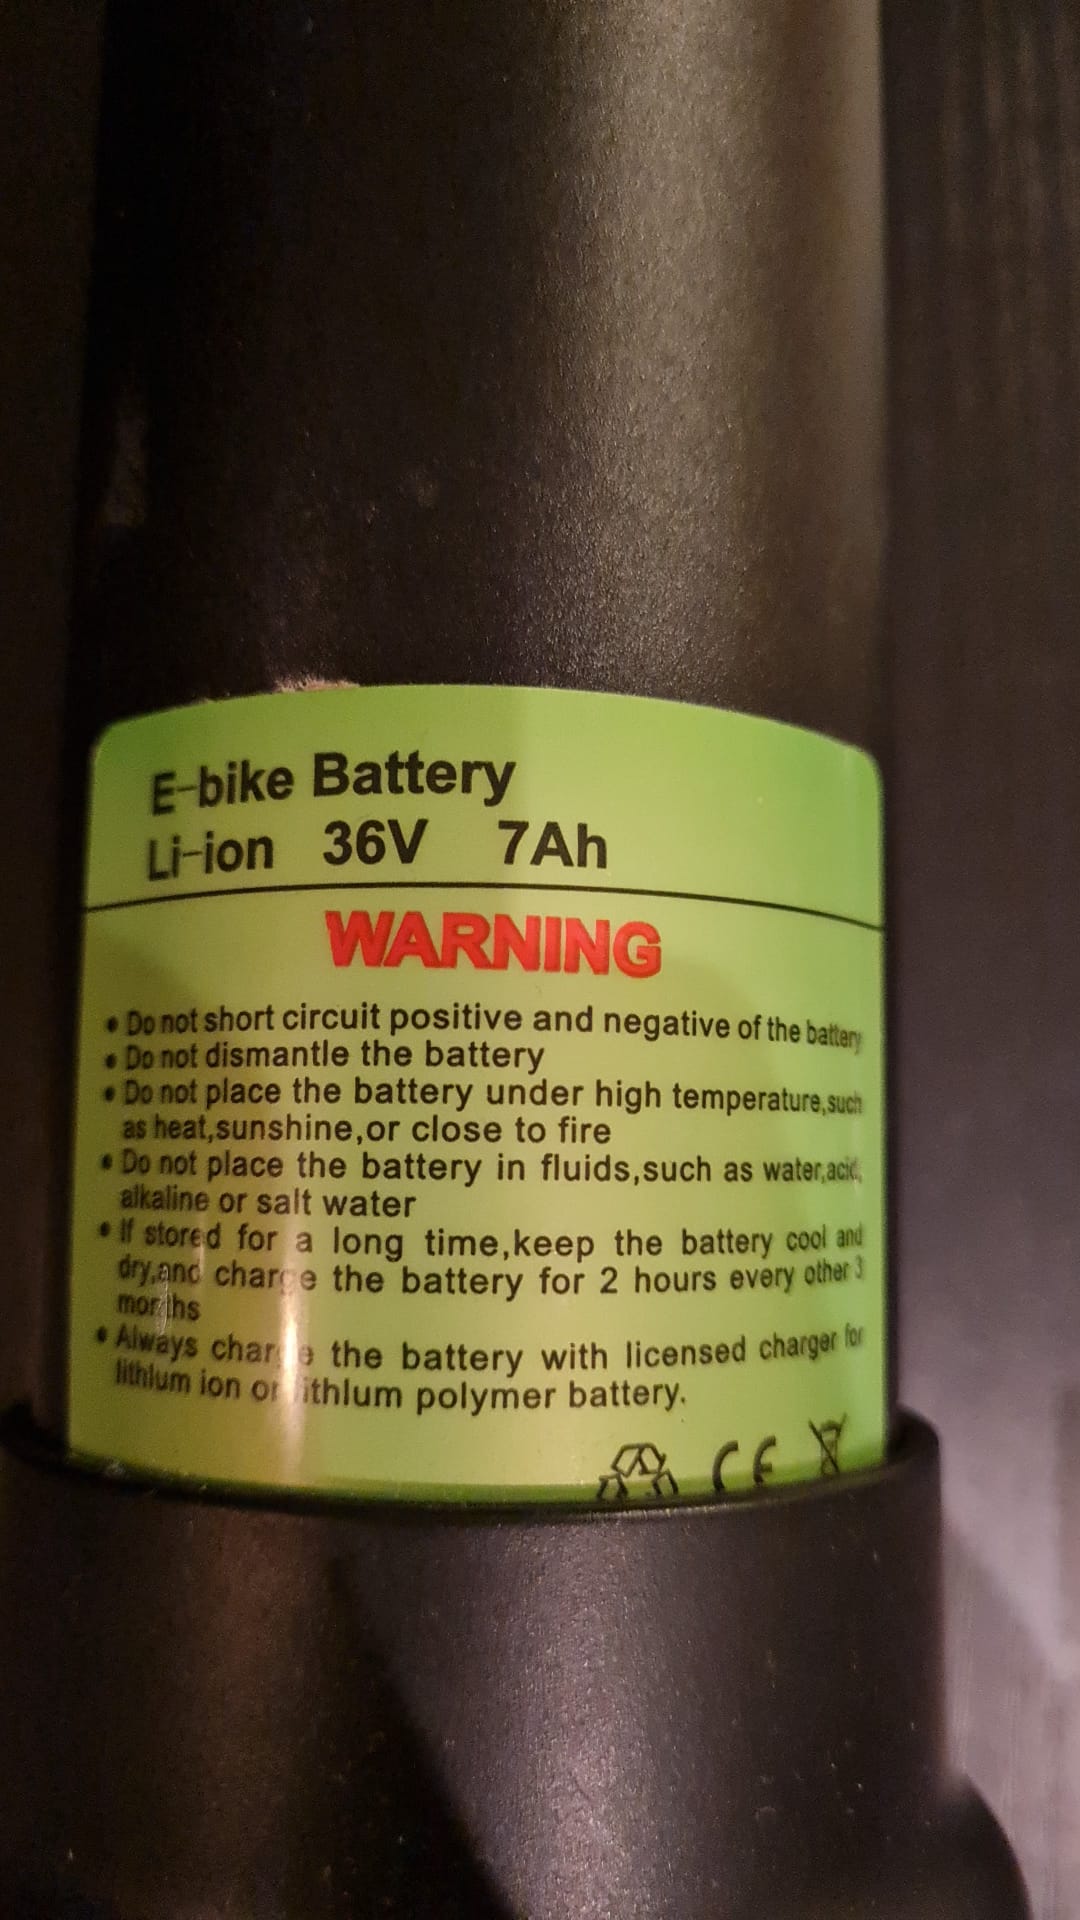 E-bike Battery
Li-ion 36V 7Ah
WARNING
• Do not short circuit positive and negative of the battery
• Do not dismantle the battery
• Do not place the battery under high temperature,such
as heat,sunshine,or close to fire
• Do not place the battery in fluids,such as water,acid,
alkaline or salt water
• If stored for a long time,keep the battery cool and
dry,and charge the battery for 2 hours every other 3
months
• Always charge the battery with licensed charger for
lithlum ion or lithlum polymer battery.
CE